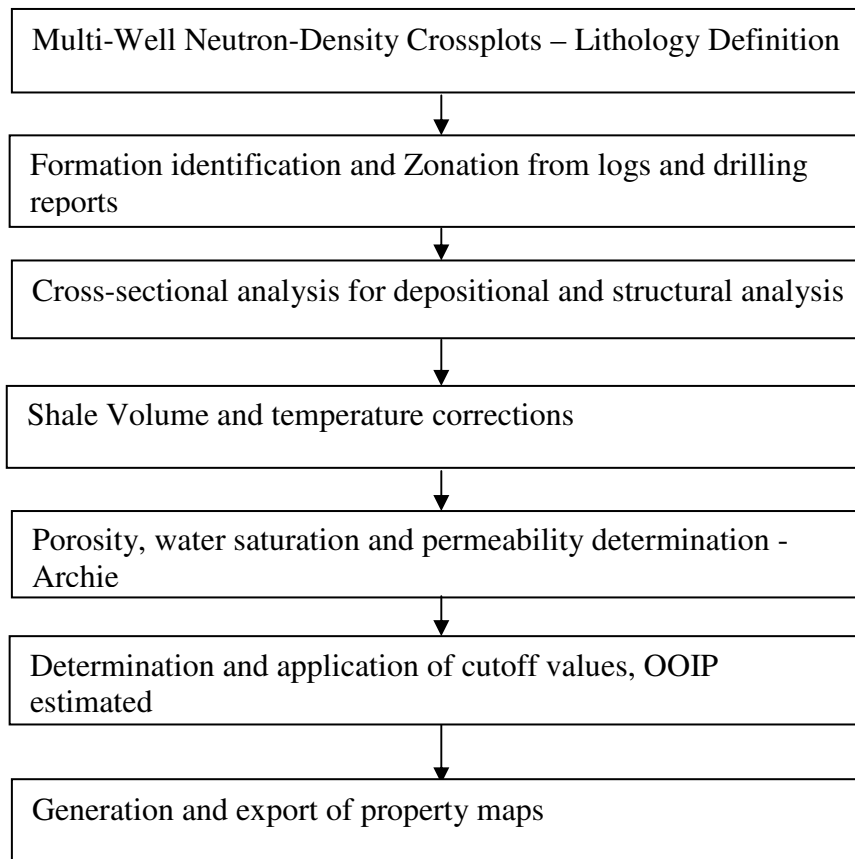 Multi-Well Neutron-Density Crossplots – Lithology Definition
Formation identification and Zonation from logs and drilling
reports
Cross-sectional analysis for depositional and structural analysis
Shale Volume and temperature corrections
Porosity, water saturation and permeability determination -
Archie
Determination and application of cutoff values, OOIP
estimated
Generation and export of property maps